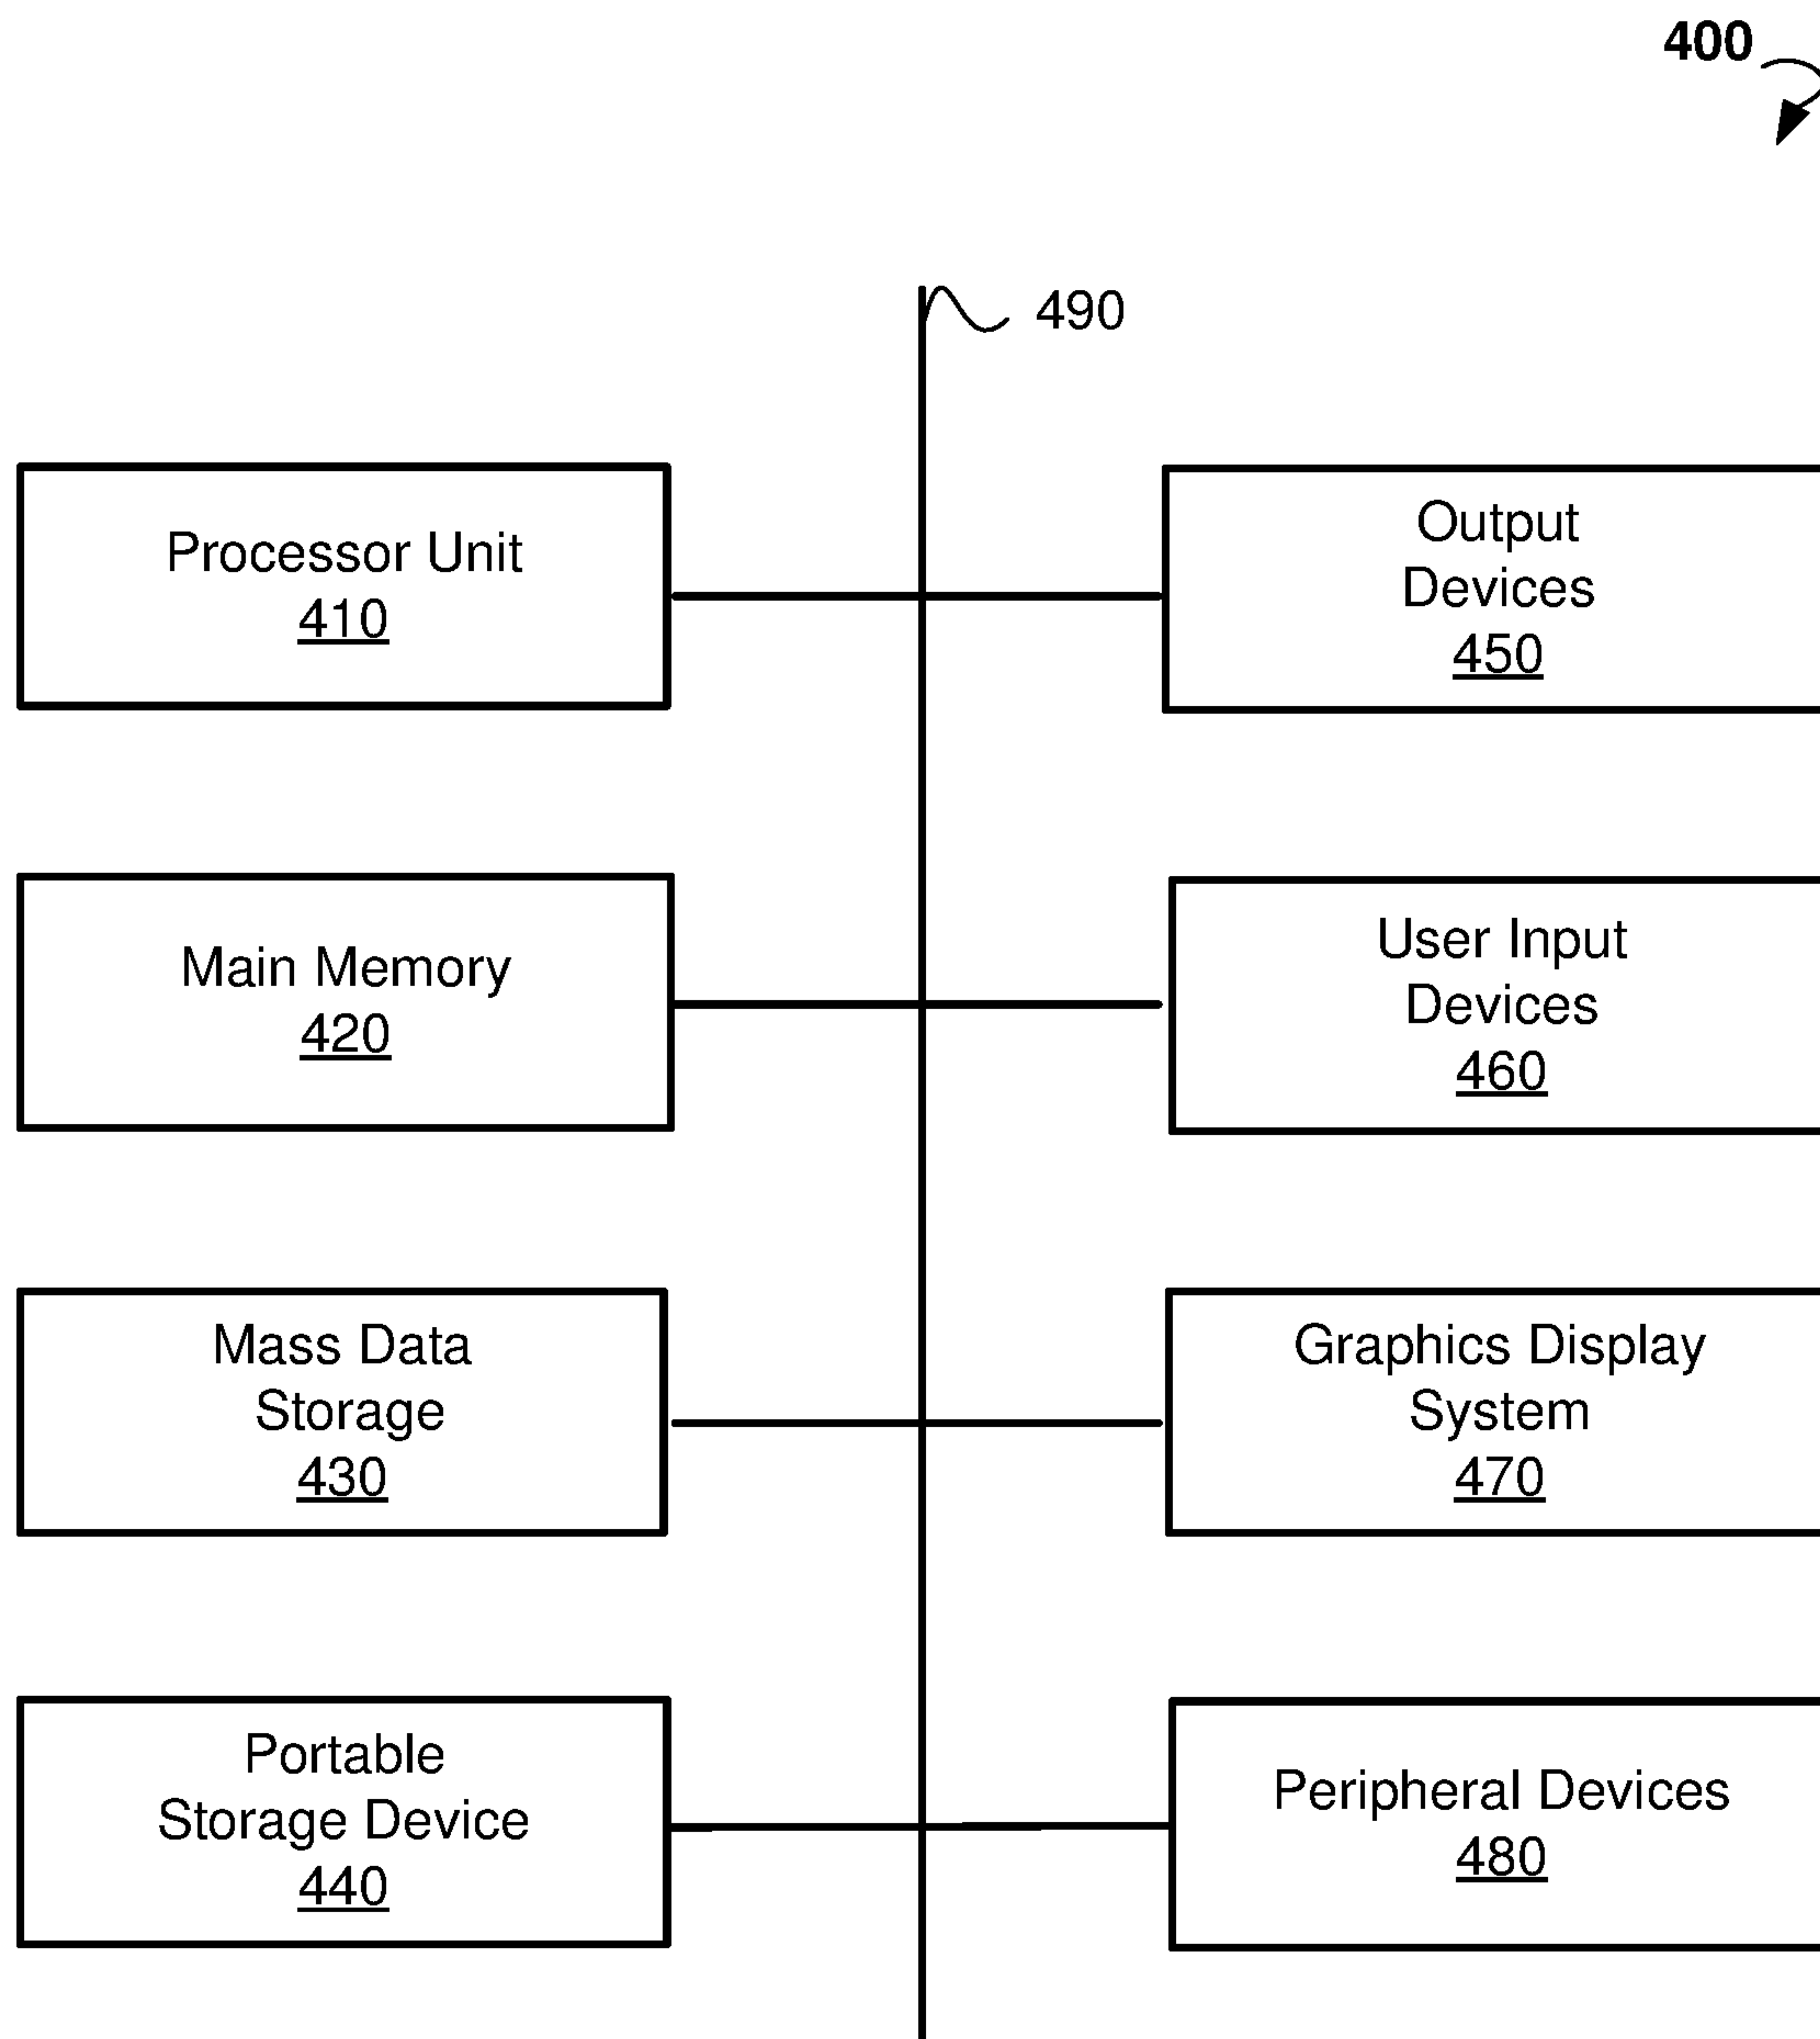 400
490
Processor Unit
410
Output
Devices
450
Main Memory
420
User Input
Devices
460
Mass Data
Storage
430
Graphics Display
System
470
Portable
Storage Device
440
Peripheral Devices
480